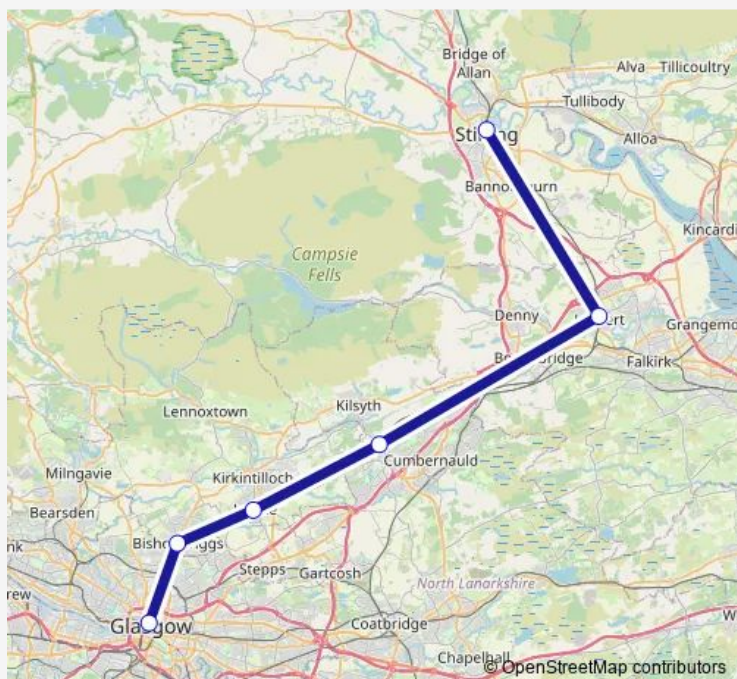 Bridge of
Allan
Alva
Tillicoultry
Tullibody
Alloa
Kincardi
Campsie
Fells
Denny
Grangemo
Falkirk
Lennoxtown
Kilsyth
Cumbernauld
Kirkintilloch
Milngavie
Bearsden
Stepps
Gartcosh
North Lanarkshire
Coatbridge
Chapelhall
© OpenStreetMap contributors